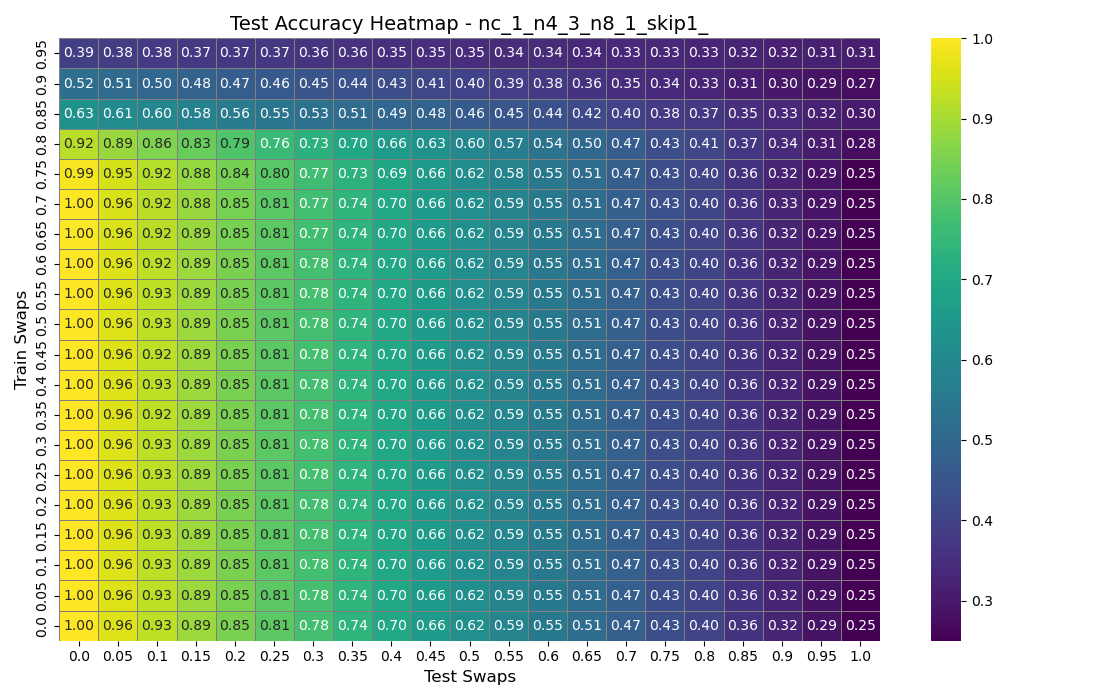 Test Accuracy Heatmap - nc_1_n4_3_n8_1_skip1_
Train Swaps
0.95 0.39 0.38 0.38 0.37 0.37 0.37 0.36 0.36 0.35 0.35 0.35 0.34 0.34 0.34 0.33 0.33 0.33 0.32 0.32 0.31 0.31
0.9 0.52 0.51 0.50 0.48 0.47 0.46 0.45 0.44 0.43 0.41 0.40 0.39 0.38 0.36 0.35 0.34 0.33 0.31 0.30 0.29 0.27
0.85 0.63 0.61 0.60 0.58 0.56 0.55 0.53 0.51 0.49 0.48 0.46 0.45 0.44 0.42 0.40 0.38 0.37 0.35 0.33 0.32 0.30
0.8 0.92 0.89 0.86 0.83 0.79 0.76 0.73 0.70 0.66 0.63 0.60 0.57 0.54 0.50 0.47 0.43 0.41 0.37 0.34 0.31 0.28
0.75 0.99 0.95 0.92 0.88 0.84 0.80 0.77 0.73 0.69 0.66 0.62 0.58 0.55 0.51 0.47 0.43 0.40 0.36 0.32 0.29 0.25
0.7 1.00 0.96 0.92 0.88 0.85 0.81 0.77 0.74 0.70 0.66 0.62 0.59 0.55 0.51 0.47 0.43 0.40 0.36 0.33 0.29 0.25
0.65 1.00 0.96 0.92 0.89 0.85 0.81 0.77 0.74 0.70 0.66 0.62 0.59 0.55 0.51 0.47 0.43 0.40 0.36 0.32 0.29 0.25
0.6 1.00 0.96 0.92 0.89 0.85 0.81 0.78 0.74 0.70 0.66 0.62 0.59 0.55 0.51 0.47 0.43 0.40 0.36 0.32 0.29 0.25
0.55 1.00 0.96 0.93 0.89 0.85 0.81 0.78 0.74 0.70 0.66 0.62 0.59 0.55 0.51 0.47 0.43 0.40 0.36 0.32 0.29 0.25
0.5 1.00 0.96 0.93 0.89 0.85 0.81 0.78 0.74 0.70 0.66 0.62 0.59 0.55 0.51 0.47 0.43 0.40 0.36 0.32 0.29 0.25
0.45 1.00 0.96 0.92 0.89 0.85 0.81 0.78 0.74 0.70 0.66 0.62 0.59 0.55 0.51 0.47 0.43 0.40 0.36 0.32 0.29 0.25
0.4 1.00 0.96 0.93 0.89 0.85 0.81 0.78 0.74 0.70 0.66 0.62 0.59 0.55 0.51 0.47 0.43 0.40 0.36 0.32 0.29 0.25
0.35 1.00 0.96 0.92 0.89 0.85 0.81 0.78 0.74 0.70 0.66 0.62 0.59 0.55 0.51 0.47 0.43 0.40 0.36 0.32 0.29 0.25
0.3 1.00 0.96 0.93 0.89 0.85 0.81 0.78 0.74 0.70 0.66 0.62 0.59 0.55 0.51 0.47 0.43 0.40 0.36 0.32 0.29 0.25
0.25 1.00 0.96 0.93 0.89 0.85 0.81 0.78 0.74 0.70 0.66 0.62 0.59 0.55 0.51 0.47 0.43 0.40 0.36 0.32 0.29 0.25
0.2 1.00 0.96 0.93 0.89 0.85 0.81 0.78 0.74 0.70 0.66 0.62 0.59 0.55 0.51 0.47 0.43 0.40 0.36 0.32 0.29 0.25
0.15 1.00 0.96 0.93 0.89 0.85 0.81 0.78 0.74 0.70 0.66 0.62 0.59 0.55 0.51 0.47 0.43 0.40 0.36 0.32 0.29 0.25
0.1 1.00 0.96 0.93 0.89 0.85 0.81 0.78 0.74 0.70 0.66 0.62 0.59 0.55 0.51 0.47 0.43 0.40 0.36 0.32 0.29 0.25
0.05 1.00 0.96 0.93 0.89 0.85 0.81 0.78 0.74 0.70 0.66 0.62 0.59 0.55 0.51 0.47 0.43 0.40 0.36 0.32 0.29 0.25
0.0 1.00 0.96 0.93 0.89 0.85 0.81 0.78 0.74 0.70 0.66 0.62 0.59 0.55 0.51 0.47 0.43 0.40 0.36 0.32 0.29 0.25
0.0 0.05 0.1 0.15 0.2 0.25 0.3 0.35 0.4 0.45 0.5 0.55 0.6 0.65 0.7 0.75 0.8 0.85 0.9 0.95 1.0
Test Swaps
1.0
0.9
0.8
0.7
0.6
0.5
0.4
0.3